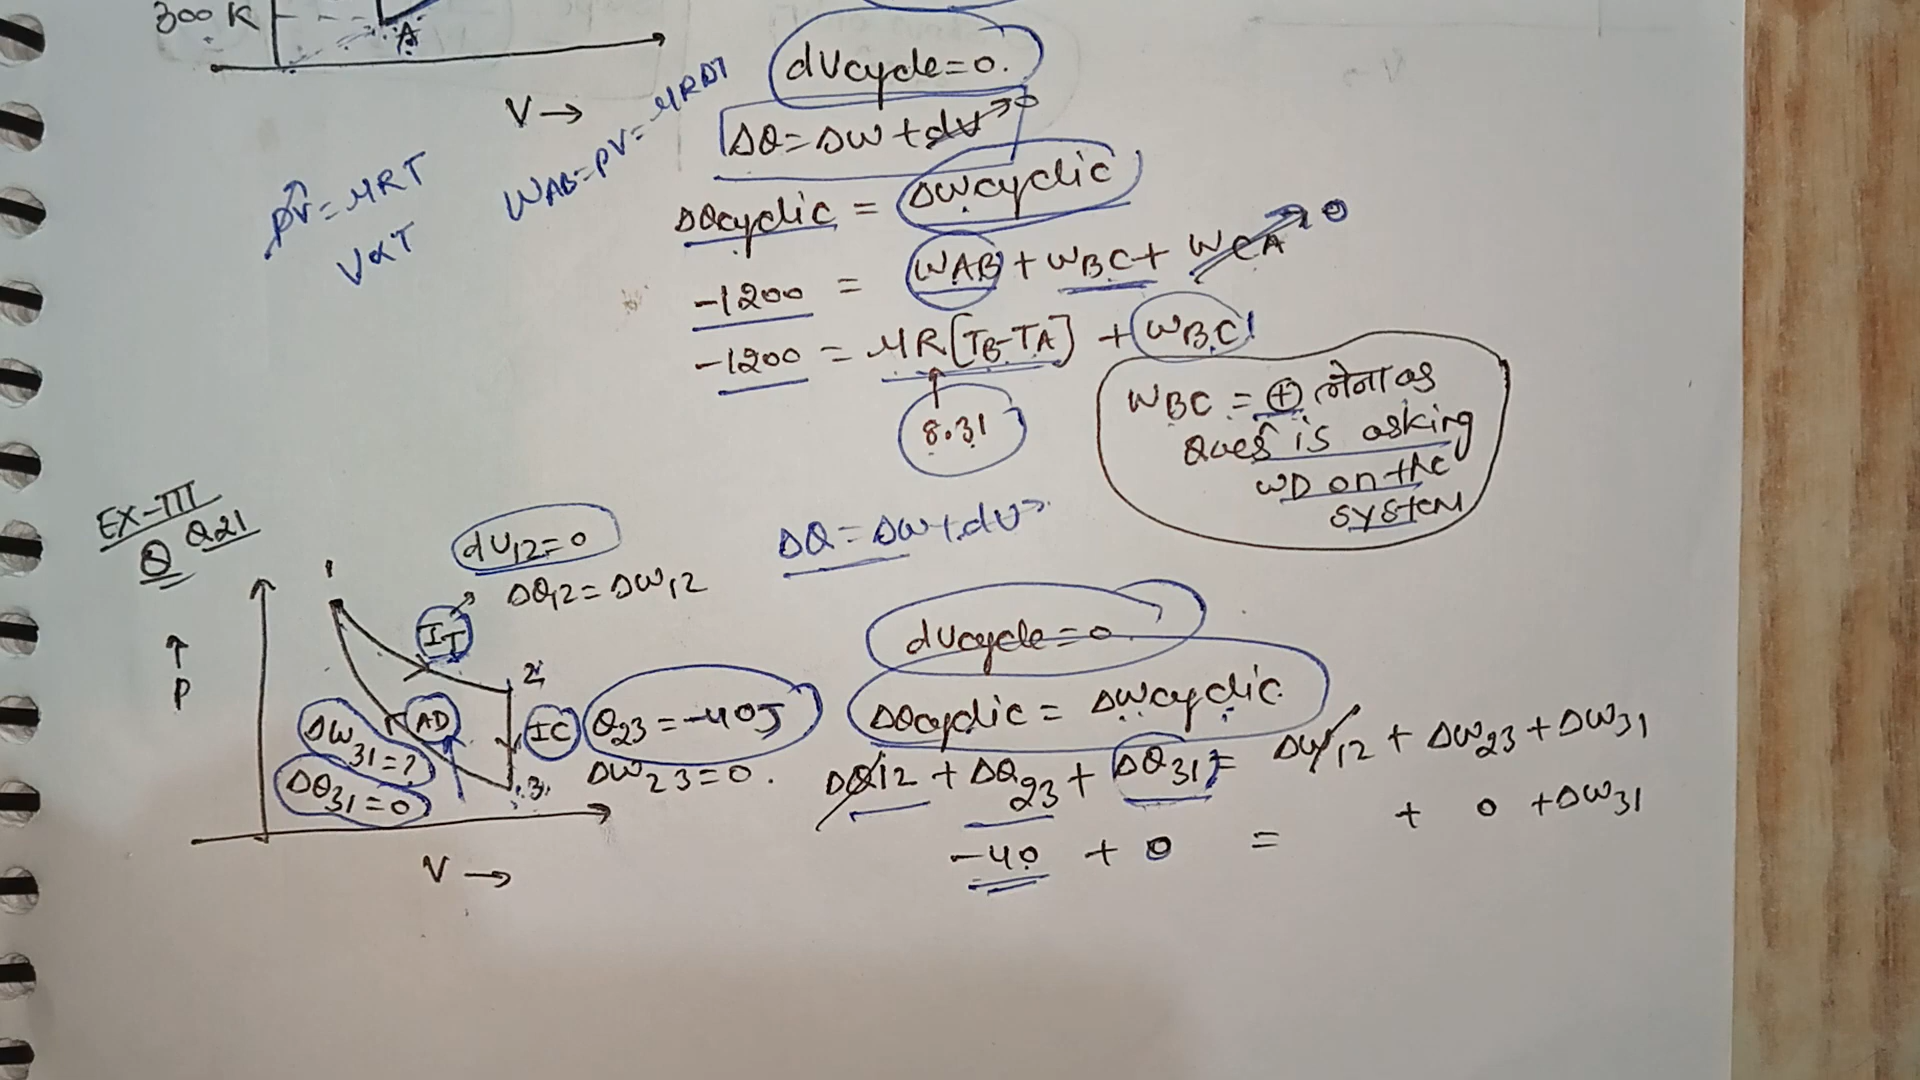 300 K
A
V →
dUcycle=0.
ΔQ=ΔW+dU→0
WAB=PV=μRΔT
PV=μRT
V∝T
ΔQcyclic = ΔWcyclic
-1200 = WAB + WBC + WCA→0
-1200 = μR[TB-TA] + WBC
8.31
WBC = ⊕ लेना as
Ques is asking
WD on the
system
EX-III
Q Q21
dU12=0
ΔQ12=ΔW12
ΔQ=ΔW+dU
1
IT
2
↑
P
AD
IC
Q23=-40J
ΔW31=?
ΔQ31=0
3
ΔW23=0.
V →
dUcycle=0.
ΔQcyclic = ΔWcyclic.
ΔQ12 + ΔQ23 + ΔQ31 = ΔW12 + ΔW23 + ΔW31
-40 + 0 = + 0 + ΔW31